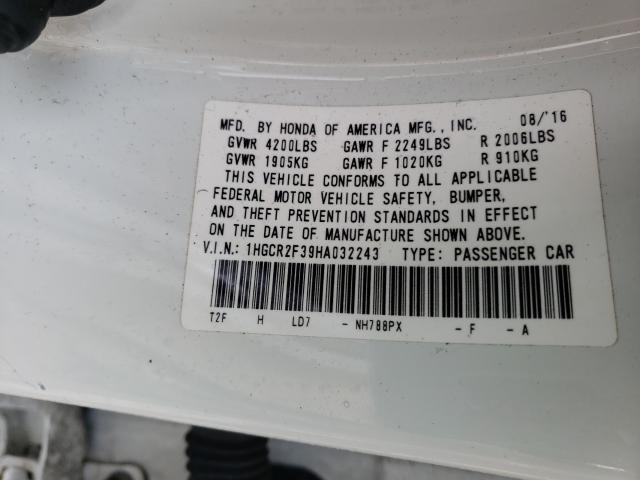 MFD. BY HONDA OF AMERICA MFG., INC. 08/'16
GVWR 4200LBS GAWR F 2249LBS R 2006LBS
GVWR 1905KG GAWR F 1020KG R 910KG
THIS VEHICLE CONFORMS TO ALL APPLICABLE
FEDERAL MOTOR VEHICLE SAFETY, BUMPER,
AND THEFT PREVENTION STANDARDS IN EFFECT
ON THE DATE OF MANUFACTURE SHOWN ABOVE.
V.I.N.: 1HGCR2F39HA032243 TYPE: PASSENGER CAR
T2F H LD7 - NH788PX - F - A